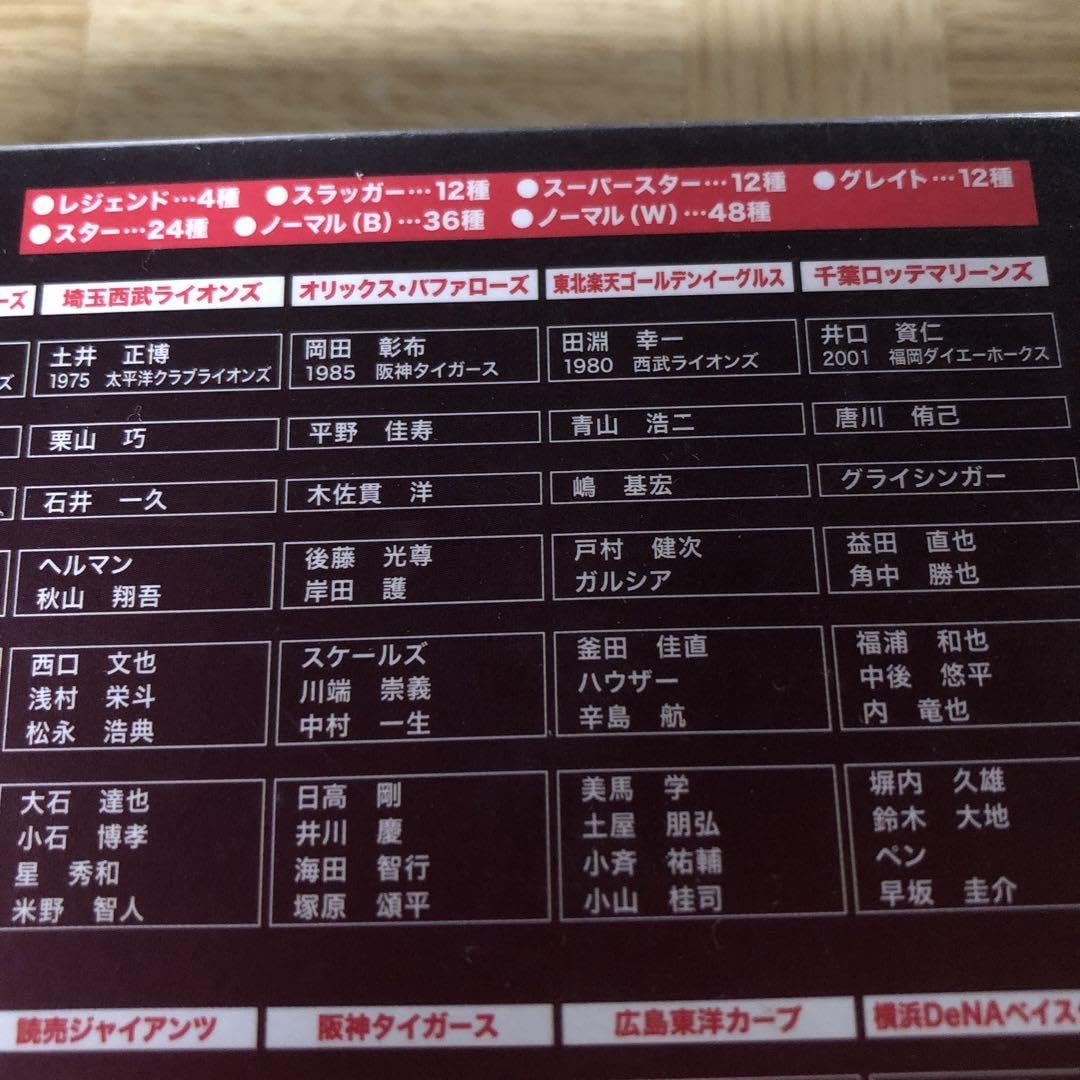 ●レジェンド…4種 ●スラッガー…12種 ●スーパースター…12種 ●グレイト…12種
●スター…24種 ●ノーマル(B)…36種 ●ノーマル(W)…48種
ーズ 埼玉西武ライオンズ オリックス・バファローズ 東北楽天ゴールデンイーグルス 千葉ロッテマリーンズ
土井 正博 岡田 彰布 田淵 幸一 井口 資仁
ズ 1975 太平洋クラブライオンズ 1985 阪神タイガース 1980 西武ライオンズ 2001 福岡ダイエーホークス
栗山 巧 平野 佳寿 青山 浩二 唐川 侑己
石井 一久 木佐貫 洋 嶋 基宏 グライシンガー
ヘルマン 後藤 光尊 戸村 健次 益田 直也
秋山 翔吾 岸田 護 ガルシア 角中 勝也
西口 文也 スケールズ 釜田 佳直 福浦 和也
浅村 栄斗 川端 崇義 ハウザー 中後 悠平
松永 浩典 中村 一生 辛島 航 内 竜也
大石 達也 日高 剛 美馬 学 堀内 久雄
小石 博孝 井川 慶 土屋 朋弘 鈴木 大地
星 秀和 海田 智行 小斉 祐輔 ペン
米野 智人 塚原 頌平 小山 桂司 早坂 圭介
読売ジャイアンツ 阪神タイガース 広島東洋カープ 横浜DeNAベイス